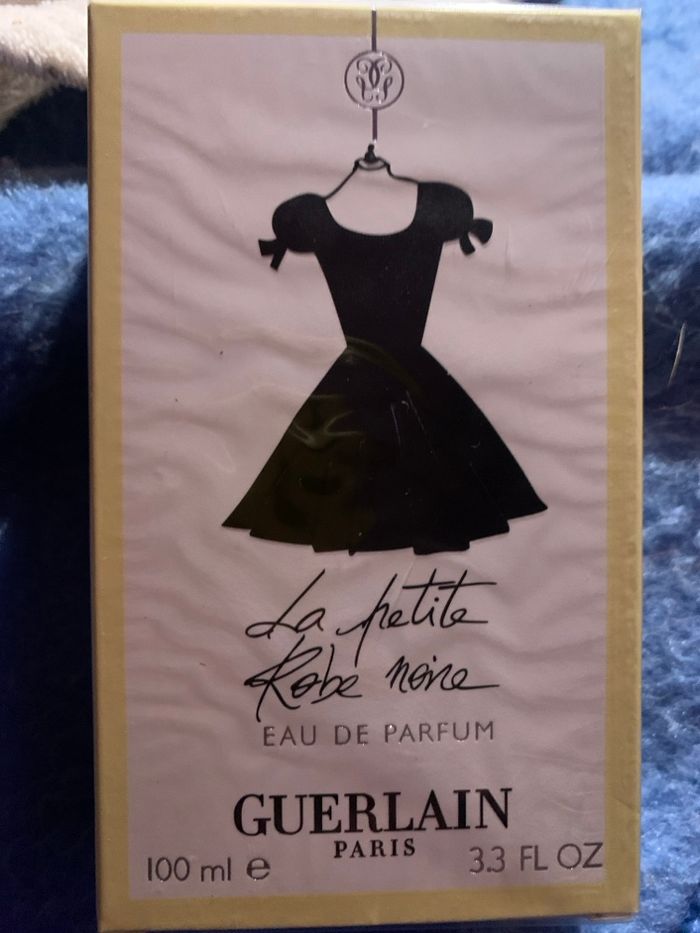 La petite
Robe noire
EAU DE PARFUM
GUERLAIN
PARIS
100 ml e 3.3 FL OZ